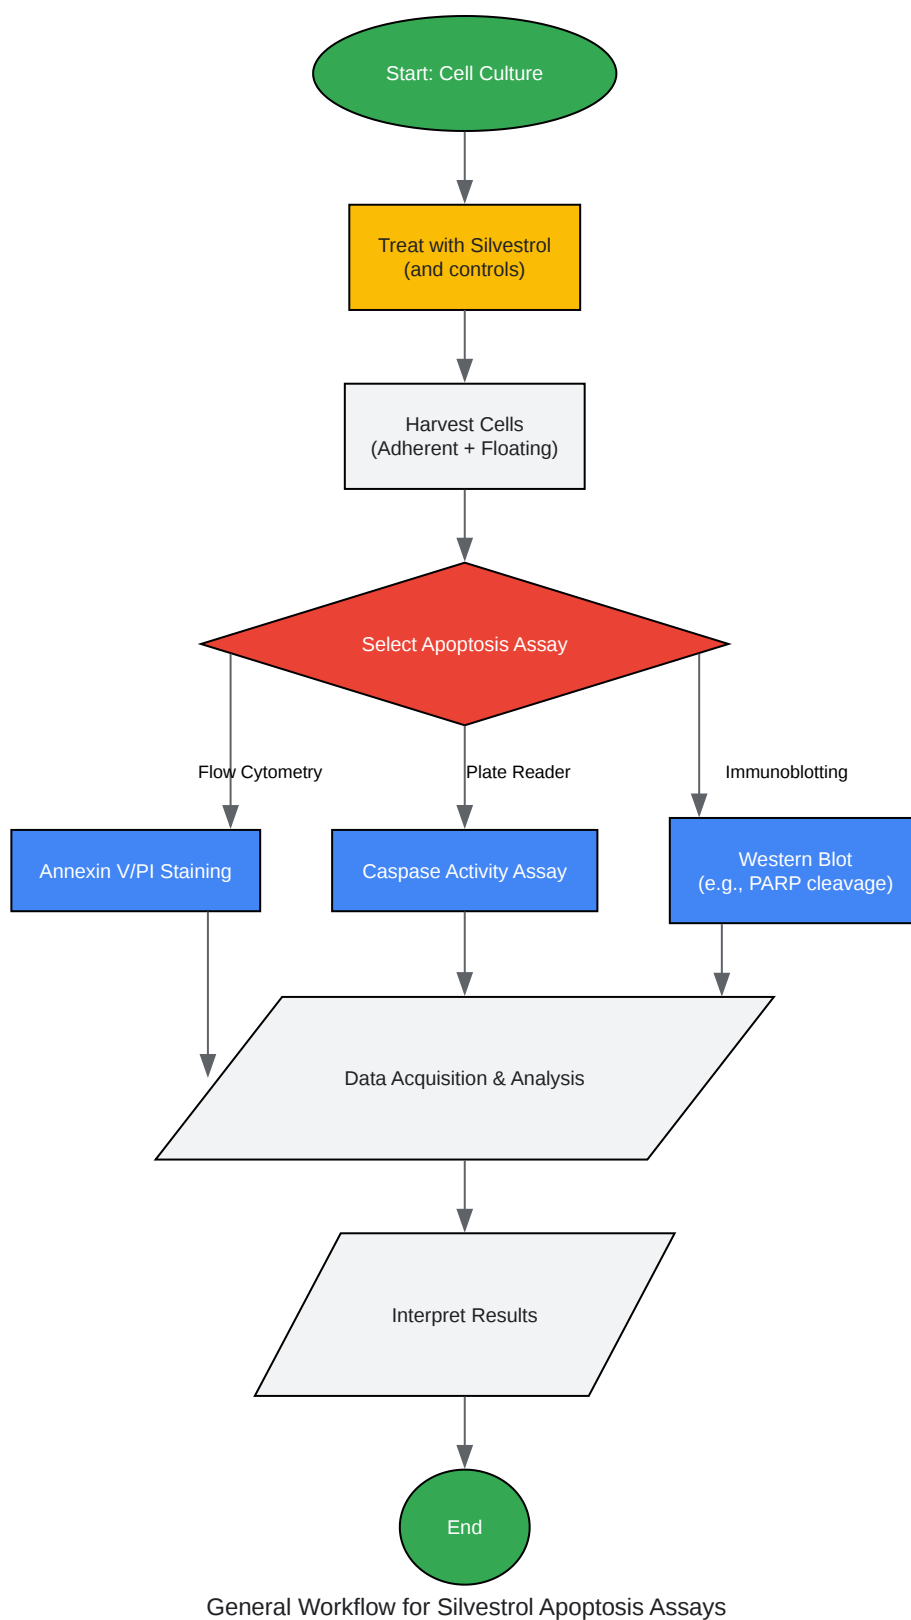 Start: Cell Culture
Treat with Silvestrol
(and controls)
Harvest Cells
(Adherent + Floating)
Select Apoptosis Assay
Flow Cytometry
Plate Reader
Immunoblotting
Annexin V/PI Staining
Caspase Activity Assay
Western Blot
(e.g., PARP cleavage)
Data Acquisition & Analysis
Interpret Results
End
General Workflow for Silvestrol Apoptosis Assays